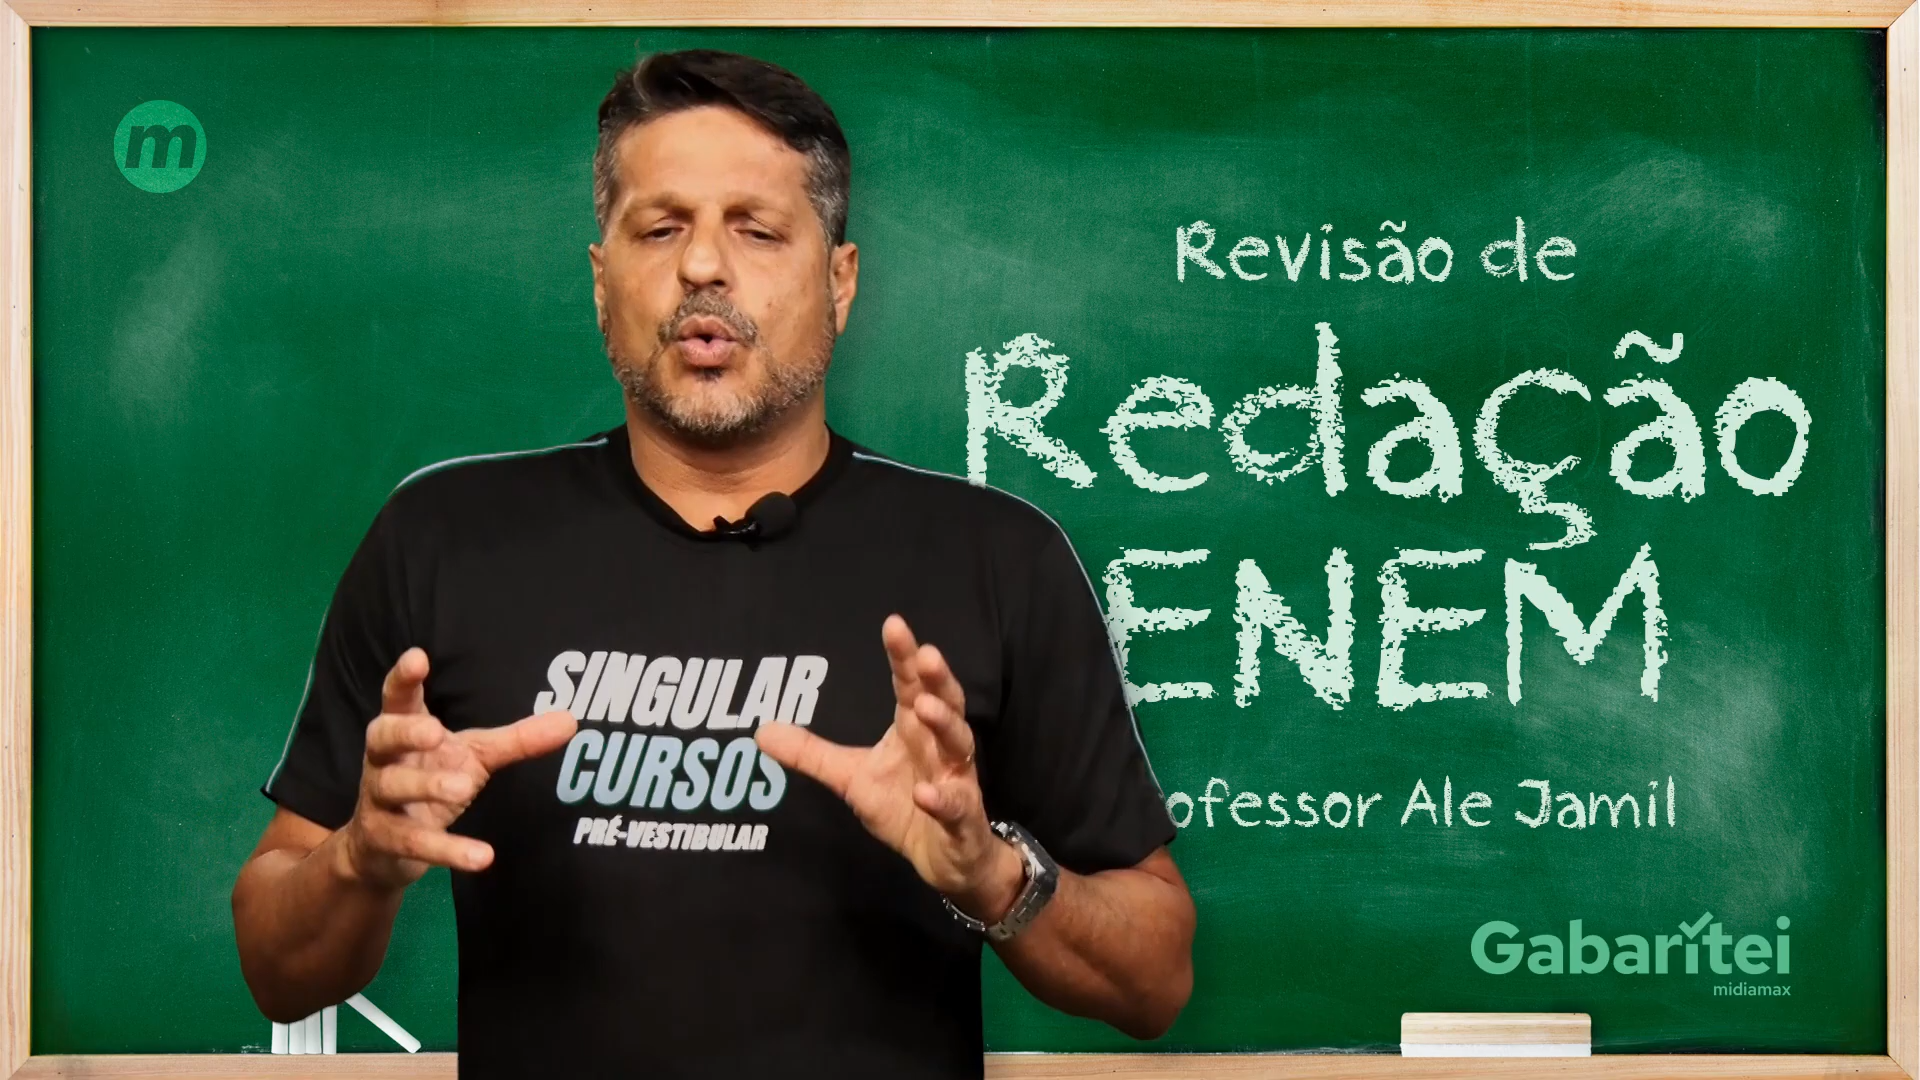 m
Revisão de
Redação
ENEM
ofessor Ale Jamil
SINGULAR
CURSOS
PRÉ-VESTIBULAR
Gabaritei
midiamax